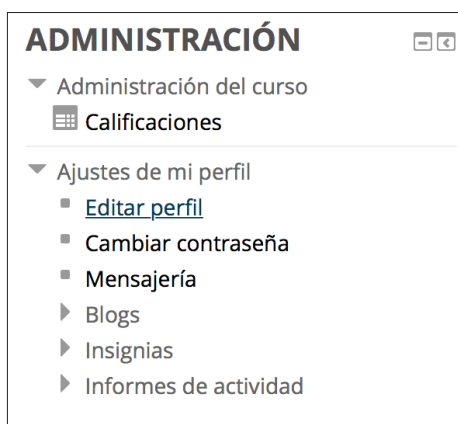 ADMINISTRACIÓN
Administración del curso
Calificaciones
Ajustes de mi perfil
Editar perfil
Cambiar contraseña
Mensajería
Blogs
Insignias
Informes de actividad